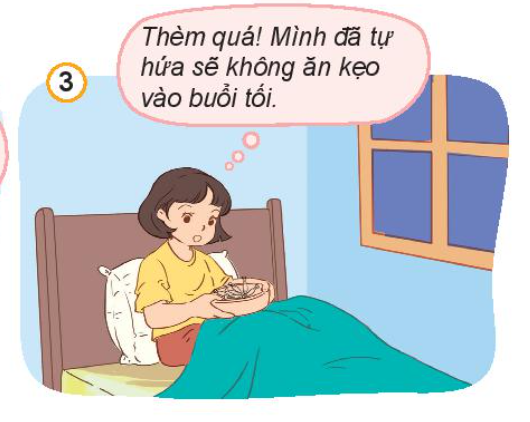 3
Thèm quá! Mình đã tự
hứa sẽ không ăn kẹo
vào buổi tối.